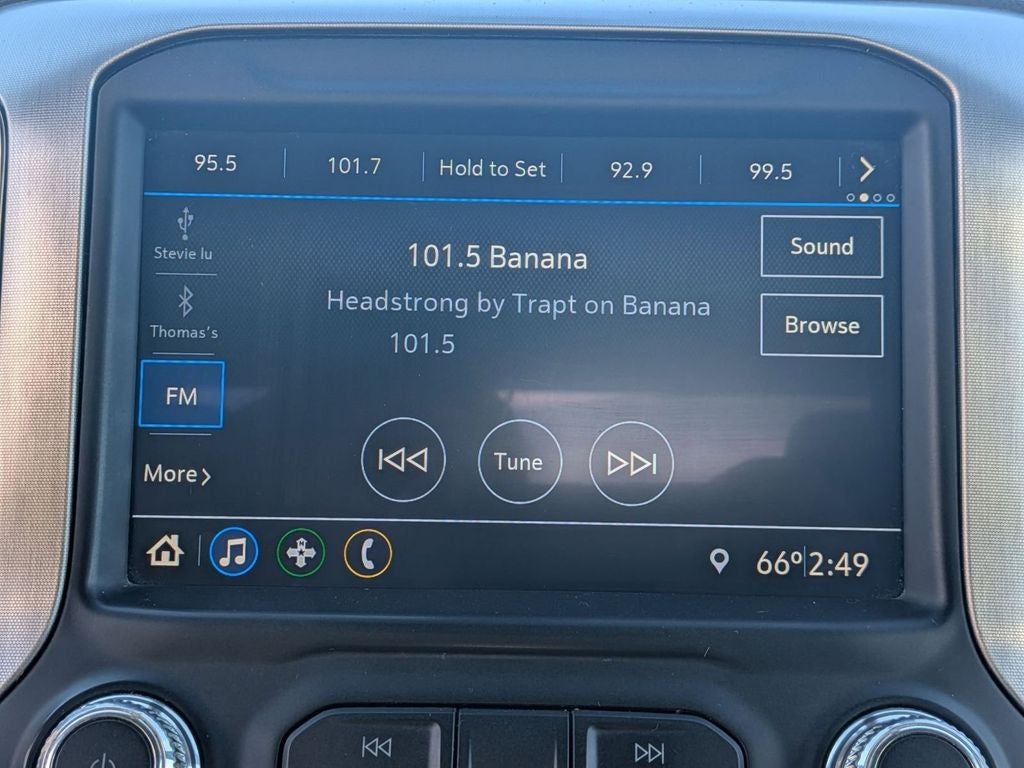 95.5
101.7
Hold to Set
92.9
99.5
Stevie lu
Thomas's
FM
More
101.5 Banana
Headstrong by Trapt on Banana
101.5
Sound
Browse
Tune
66° 2:49